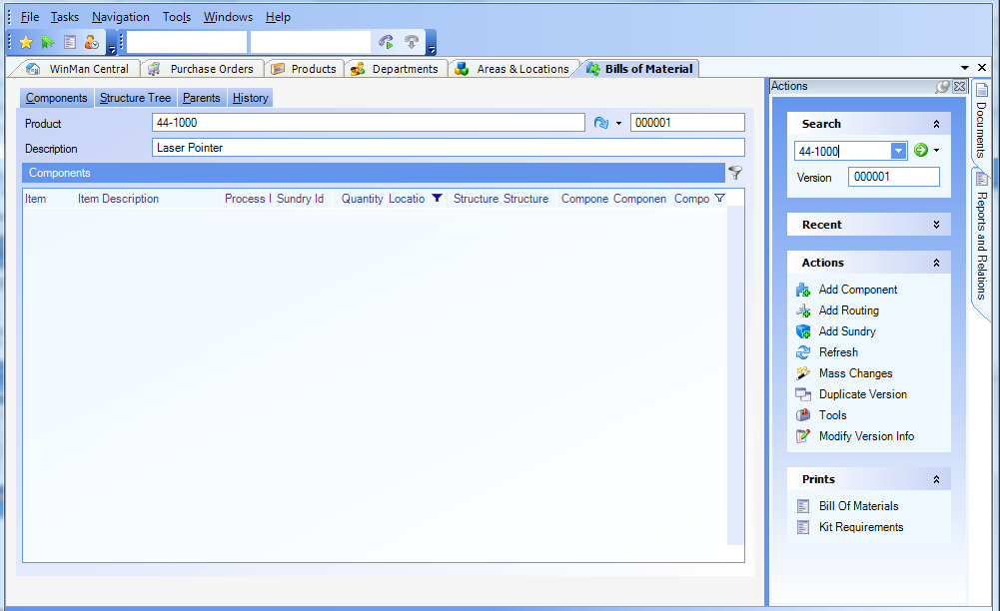 File Tasks Navigation Tools Windows Help
WinMan Central Purchase Orders Products Departments Areas & Locations Bills of Material
Components Structure Tree Parents History
Product 44-1000 000001
Description Laser Pointer
Components
Item Item Description Process I Sundry Id Quantity Locatio Structure Structure Compone Componen Compo
Actions
Search
44-1000
Version 000001
Recent
Actions
Add Component
Add Routing
Add Sundry
Refresh
Mass Changes
Duplicate Version
Tools
Modify Version Info
Prints
Bill Of Materials
Kit Requirements
Documents
Reports and Relations